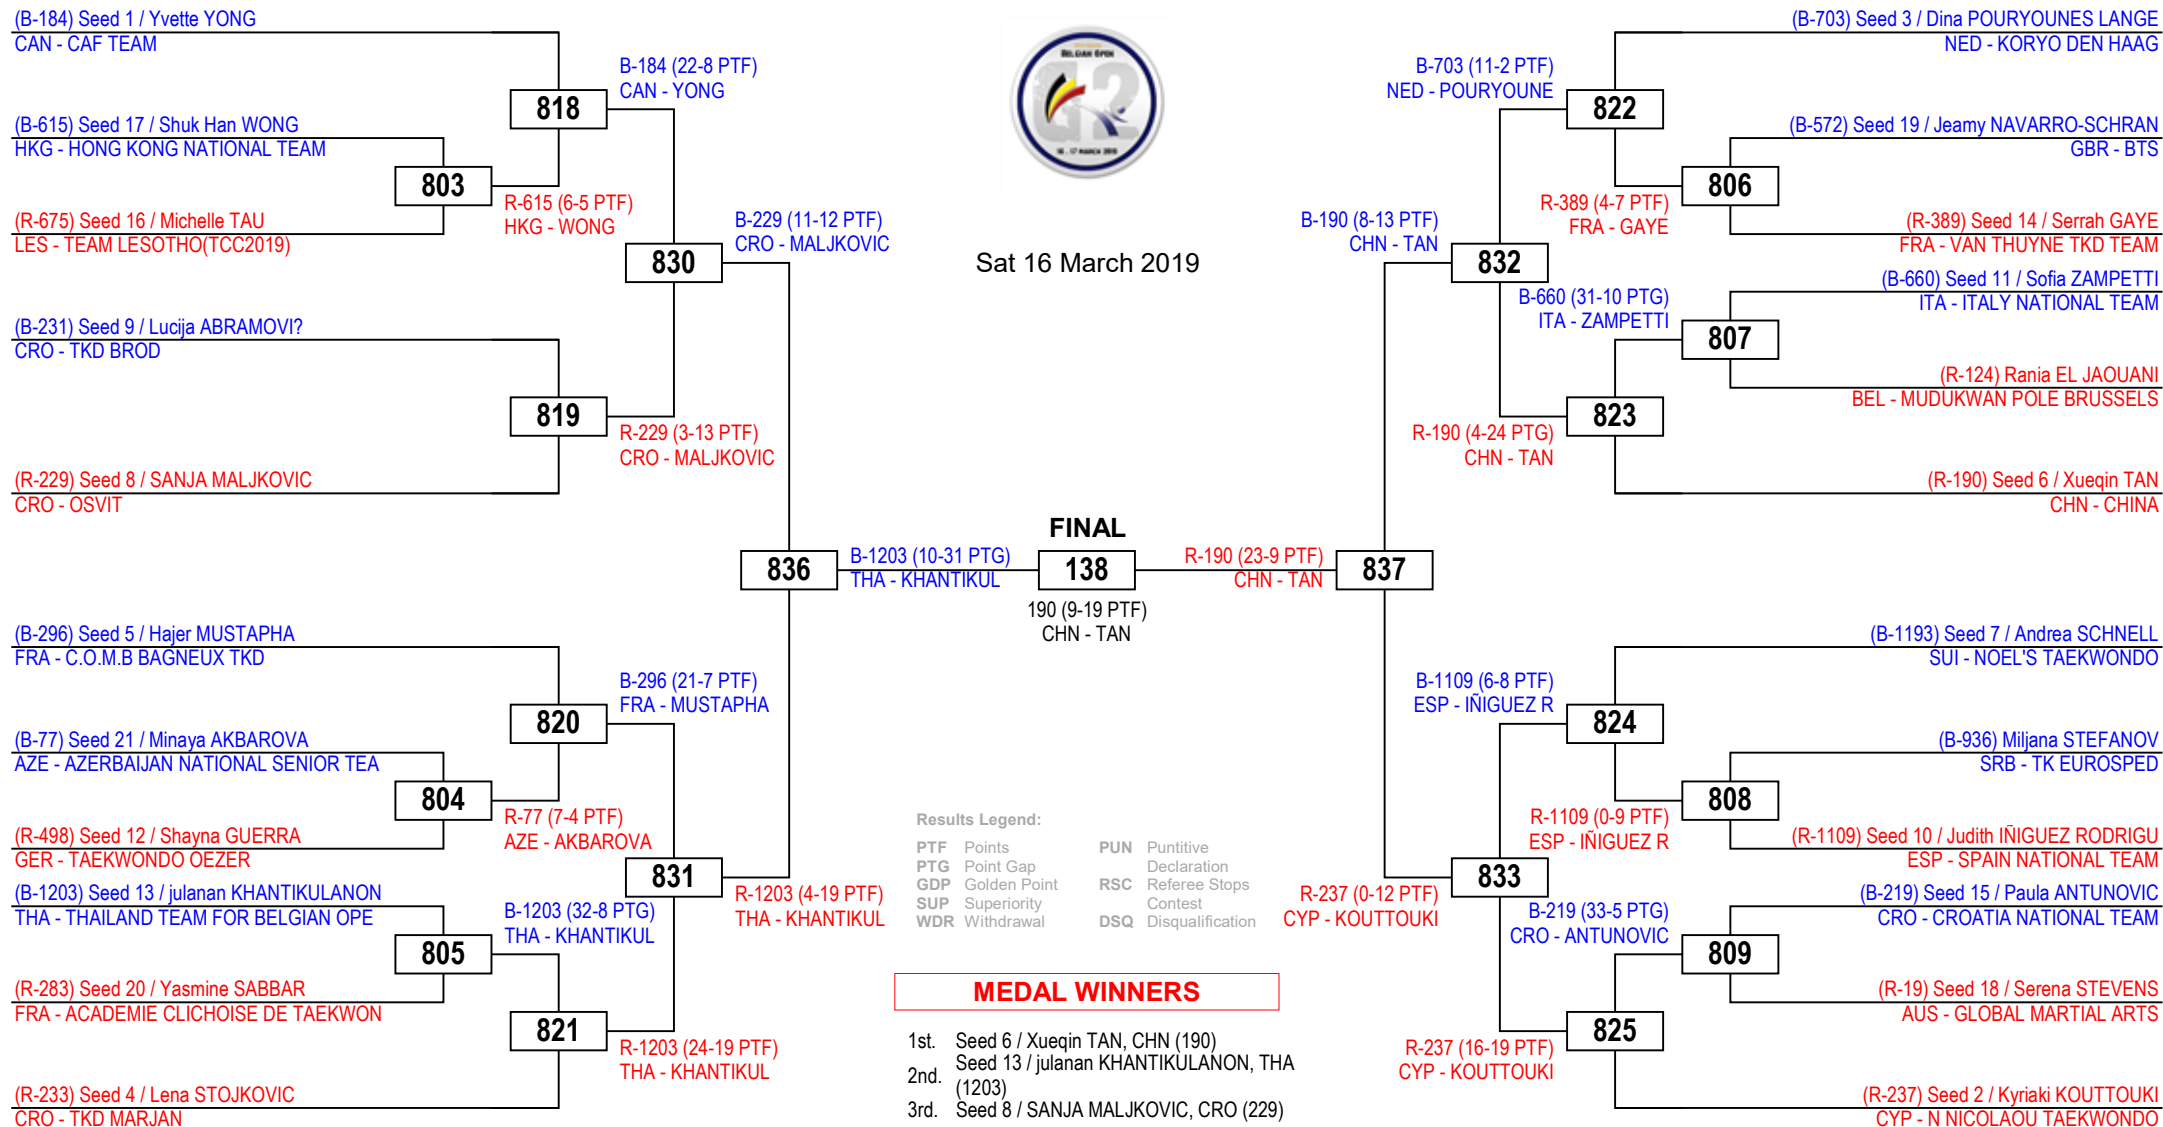 (B-184) Seed 1 / Yvette YONG
CAN - CAF TEAM
B-184 (22-8 PTF)
CAN - YONG
818
(B-615) Seed 17 / Shuk Han WONG
HKG - HONG KONG NATIONAL TEAM
803
R-615 (6-5 PTF)
HKG - WONG
(R-675) Seed 16 / Michelle TAU
LES - TEAM LESOTHO(TCC2019)
B-229 (11-12 PTF)
CRO - MALJKOVIC
830
(B-231) Seed 9 / Lucija ABRAMOVI?
CRO - TKD BROD
819
R-229 (3-13 PTF)
CRO - MALJKOVIC
(R-229) Seed 8 / SANJA MALJKOVIC
CRO - OSVIT
836
B-1203 (10-31 PTG)
THA - KHANTIKUL
(B-296) Seed 5 / Hajer MUSTAPHA
FRA - C.O.M.B BAGNEUX TKD
B-296 (21-7 PTF)
FRA - MUSTAPHA
820
(B-77) Seed 21 / Minaya AKBAROVA
AZE - AZERBAIJAN NATIONAL SENIOR TEA
804
R-77 (7-4 PTF)
AZE - AKBAROVA
(R-498) Seed 12 / Shayna GUERRA
GER - TAEKWONDO OEZER
831
R-1203 (4-19 PTF)
THA - KHANTIKUL
(B-1203) Seed 13 / julanan KHANTIKULANON
THA - THAILAND TEAM FOR BELGIAN OPE
B-1203 (32-8 PTG)
THA - KHANTIKUL
805
(R-283) Seed 20 / Yasmine SABBAR
FRA - ACADEMIE CLICHOISE DE TAEKWON
821
R-1203 (24-19 PTF)
THA - KHANTIKUL
(R-233) Seed 4 / Lena STOJKOVIC
CRO - TKD MARJAN
BELGIAN OPEN
G2
16 - 17 MARCH 2019
Sat 16 March 2019
FINAL
138
190 (9-19 PTF)
CHN - TAN
(B-703) Seed 3 / Dina POURYOUNES LANGE
NED - KORYO DEN HAAG
B-703 (11-2 PTF)
NED - POURYOUNE
822
(B-572) Seed 19 / Jeamy NAVARRO-SCHRAN
GBR - BTS
806
R-389 (4-7 PTF)
FRA - GAYE
(R-389) Seed 14 / Serrah GAYE
FRA - VAN THUYNE TKD TEAM
B-190 (8-13 PTF)
CHN - TAN
832
(B-660) Seed 11 / Sofia ZAMPETTI
ITA - ITALY NATIONAL TEAM
B-660 (31-10 PTG)
ITA - ZAMPETTI
807
(R-124) Rania EL JAOUANI
BEL - MUDUKWAN POLE BRUSSELS
823
R-190 (4-24 PTG)
CHN - TAN
(R-190) Seed 6 / Xueqin TAN
CHN - CHINA
R-190 (23-9 PTF)
CHN - TAN
837
(B-1193) Seed 7 / Andrea SCHNELL
SUI - NOEL'S TAEKWONDO
B-1109 (6-8 PTF)
ESP - IÑIGUEZ R
824
(B-936) Miljana STEFANOV
SRB - TK EUROSPED
808
R-1109 (0-9 PTF)
ESP - IÑIGUEZ R
(R-1109) Seed 10 / Judith IÑIGUEZ RODRIGU
ESP - SPAIN NATIONAL TEAM
833
R-237 (0-12 PTF)
CYP - KOUTTOUKI
(B-219) Seed 15 / Paula ANTUNOVIC
CRO - CROATIA NATIONAL TEAM
B-219 (33-5 PTG)
CRO - ANTUNOVIC
809
(R-19) Seed 18 / Serena STEVENS
AUS - GLOBAL MARTIAL ARTS
825
R-237 (16-19 PTF)
CYP - KOUTTOUKI
(R-237) Seed 2 / Kyriaki KOUTTOUKI
CYP - N NICOLAOU TAEKWONDO
Results Legend:
PTF Points
PTG Point Gap
GDP Golden Point
SUP Superiority
WDR Withdrawal
PUN Puntitive
Declaration
RSC Referee Stops
Contest
DSQ Disqualification
MEDAL WINNERS
1st. Seed 6 / Xueqin TAN, CHN (190)
2nd. Seed 13 / julanan KHANTIKULANON, THA
(1203)
3rd. Seed 8 / SANJA MALJKOVIC, CRO (229)